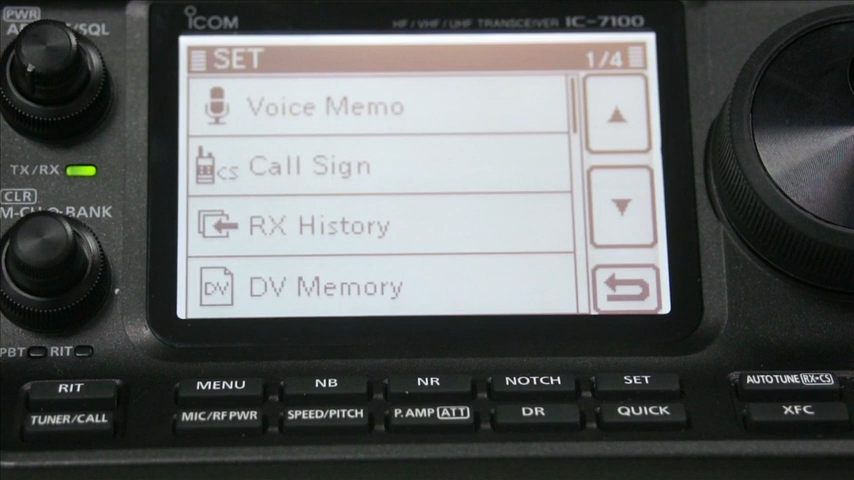 PWR
ICOM
HF / VHF / UHF TRANSCEIVER IC-7100
SET
1/4
Voice Memo
CS Call Sign
RX History
DV DV Memory
TX/RX
CLR
M-CH BANK
PBT RIT
RIT
MENU
NB
NR
NOTCH
SET
AUTOTUNE RX→CS
TUNER/CALL
MIC/RF PWR
SPEED/PITCH
P.AMP ATT
DR
QUICK
XFC